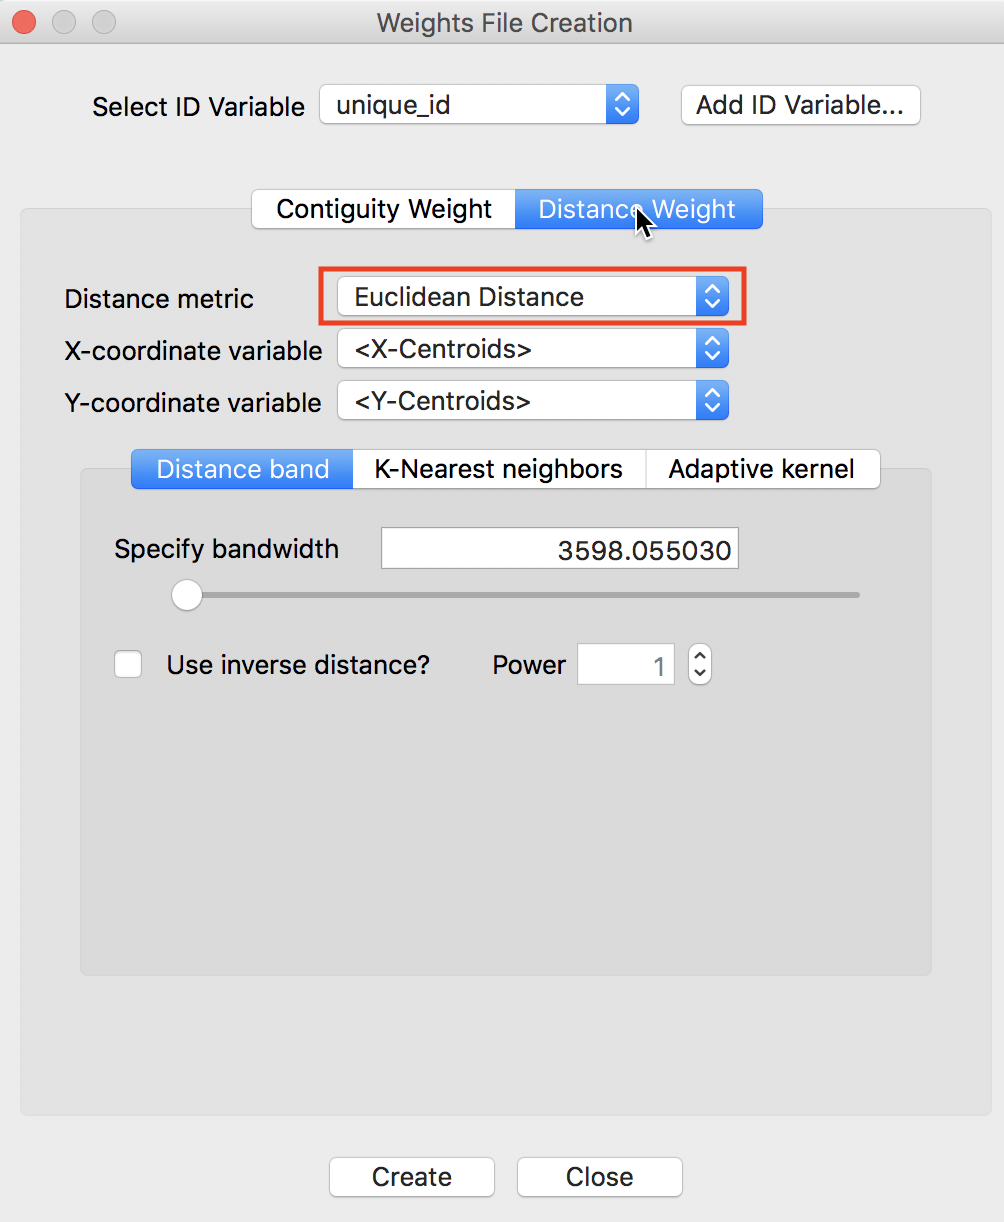 Weights File Creation
Select ID Variable unique_id Add ID Variable...
Contiguity Weight Distance Weight
Distance metric Euclidean Distance
X-coordinate variable <X-Centroids>
Y-coordinate variable <Y-Centroids>
Distance band K-Nearest neighbors Adaptive kernel
Specify bandwidth 3598.055030
Use inverse distance? Power 1
Create Close